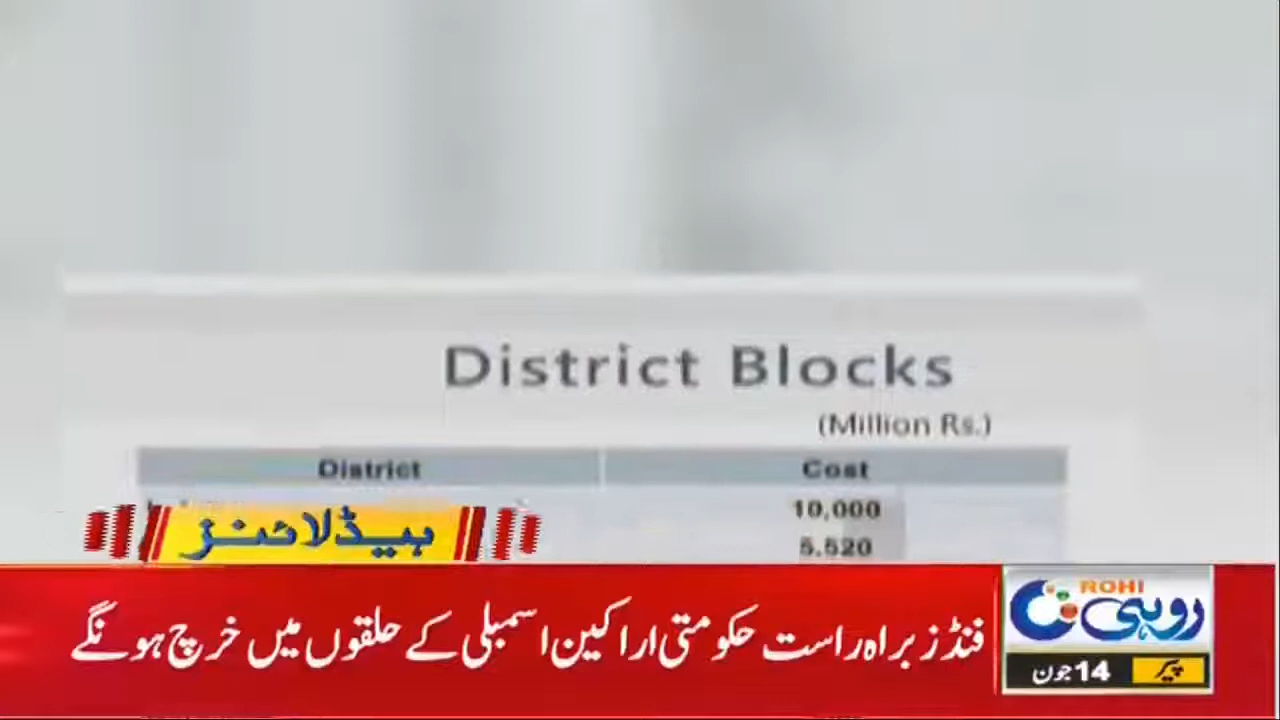 District Blocks
(Million Rs.)
District Cost
10,000
5,520
ہیڈلائنز
فنڈز براہ راست حکومتی اراکین اسمبلی کے حلقوں میں خرچ ہونگے
ROHI
روہی
پیر 14 جون